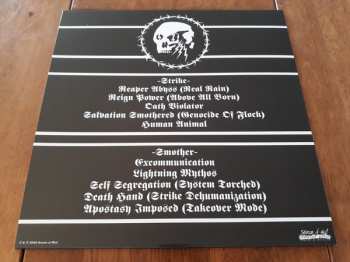 -Strike-
Reaper Abyss (Real Rain)
Reign Power (Above All Born)
Oath Violator
Salvation Smothered (Genocide Of Flock)
Human Animal
-Smother-
Excommunication
Lightning Mythos
Self Segregation (System Torched)
Death Hand (Strike Dehumanization)
Apostasy Imposed (Takeover Mode)